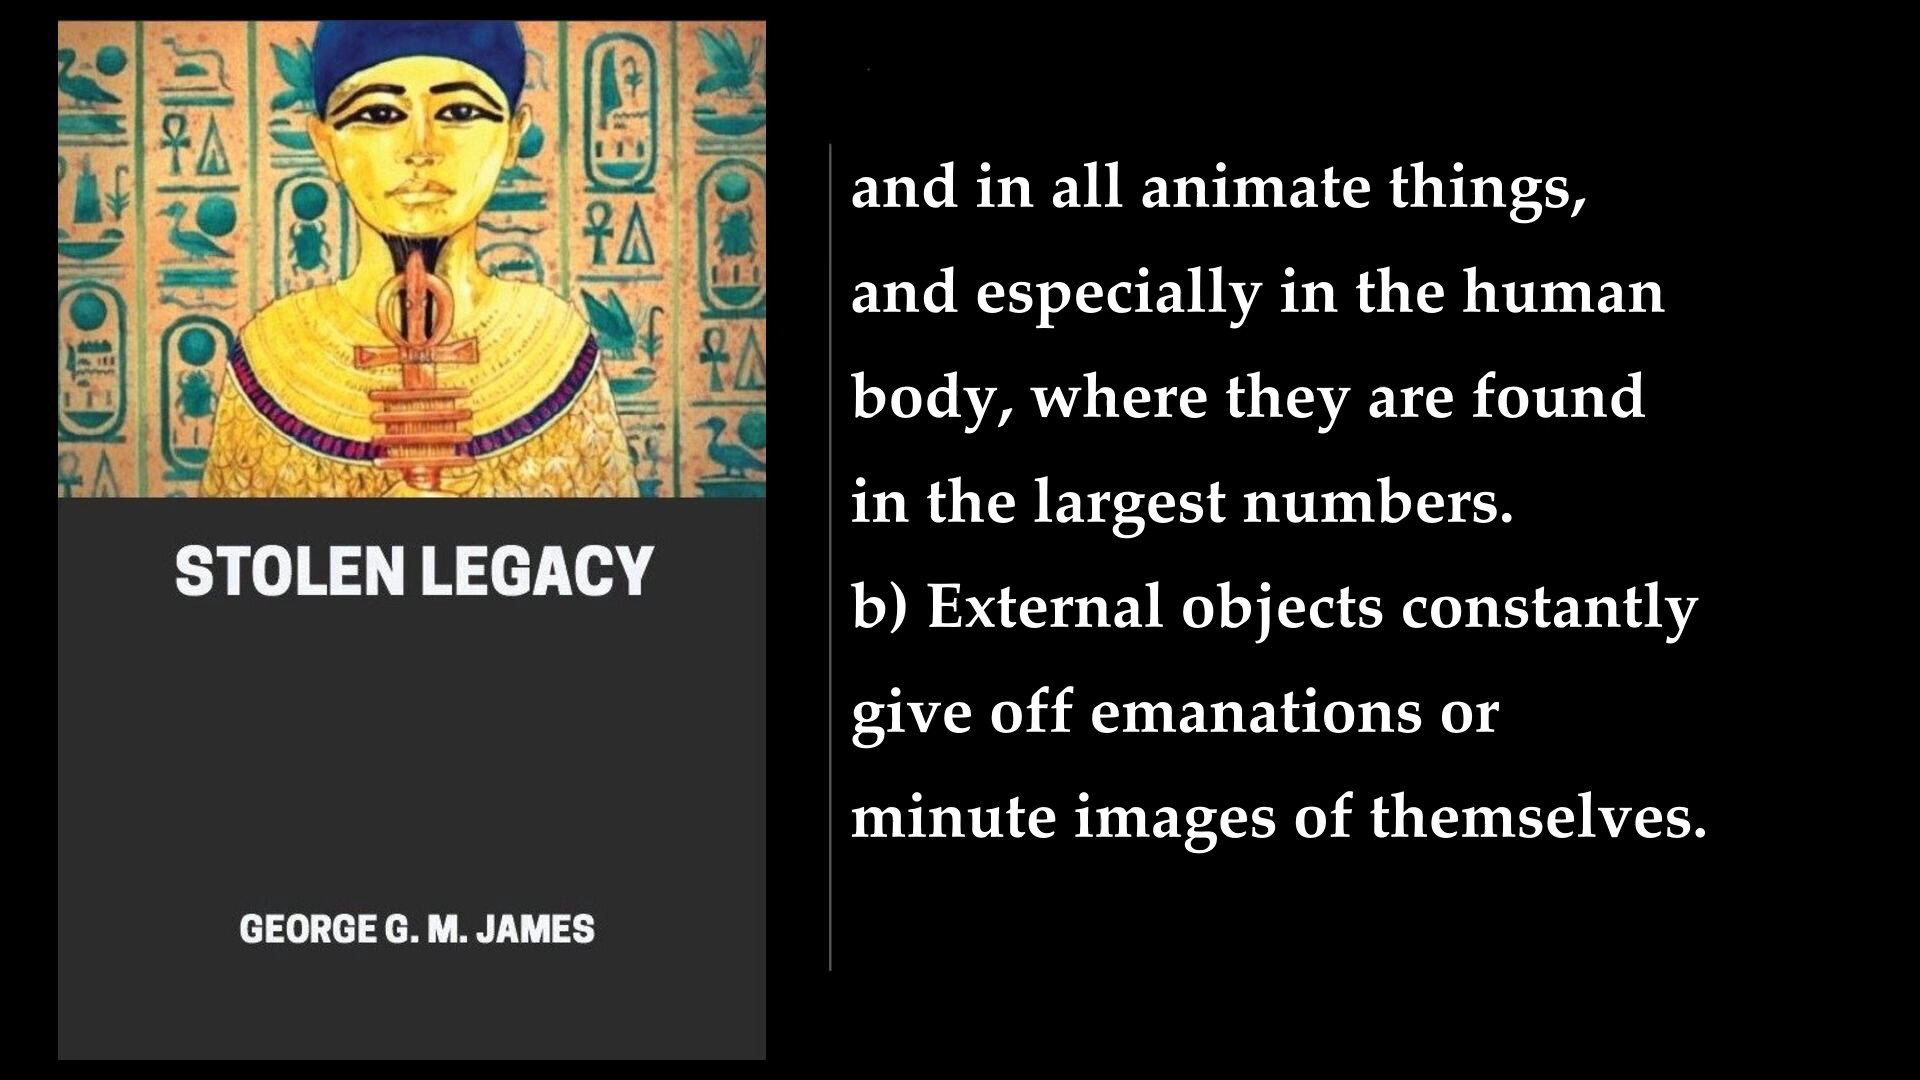 STOLEN LEGACY
GEORGE G. M. JAMES
and in all animate things,
and especially in the human
body, where they are found
in the largest numbers.
b) External objects constantly
give off emanations or
minute images of themselves.